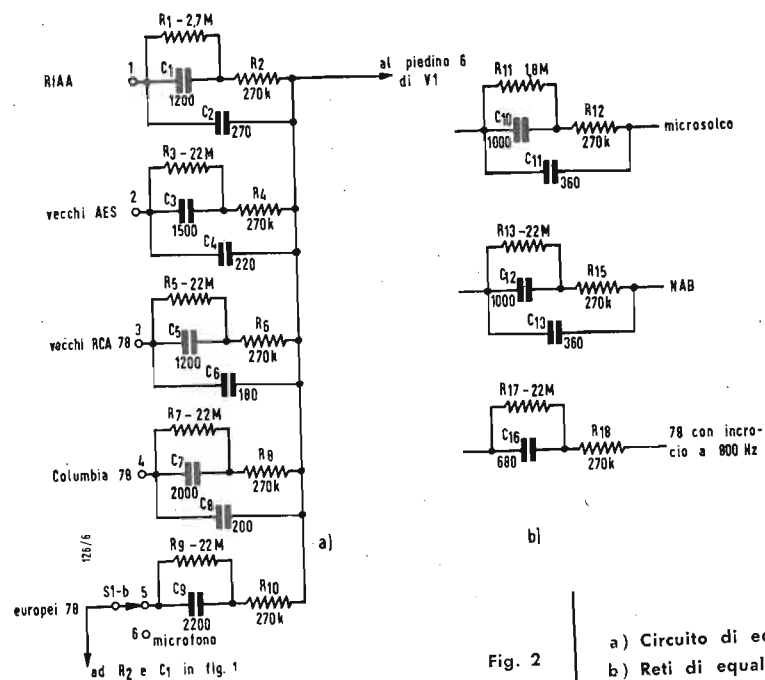 R1 – 2,7M
RIAA
1
C1
1200
R2
270k
C2
270
al piedino 6
di V1
R3 – 22M
vecchi AES
2
C3
1500
R4
270k
C4
220
R5 – 22M
vecchi RCA 78
3
C5
1200
R6
270k
C6
180
R7 – 22M
Columbia 78
4
C7
2000
R8
270k
C8
200
a)
126/6
R9 – 22M
europei 78
S1-b
5
C9
2200
R10
270k
6
microfono
ad R2 e C1 in fig. 1
R11 1,8M
C10
1000
R12
270k
C11
360
microsolco
R13 – 22M
C12
1000
R15
270k
C13
360
NAB
R17 – 22M
C16
680
R18
270k
78 con incro-
cio a 800 Hz
b)
Fig. 2
a) Circuito di
b) Reti di